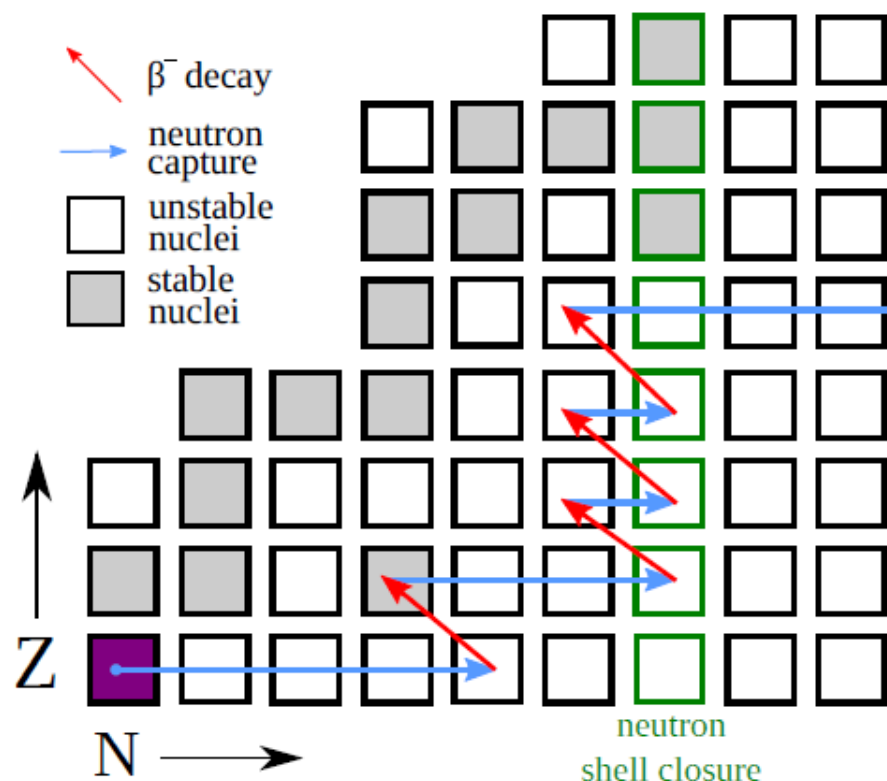 β⁻ decay
neutron
capture
unstable
nuclei
stable
nuclei
Z
N
neutron
shell closure